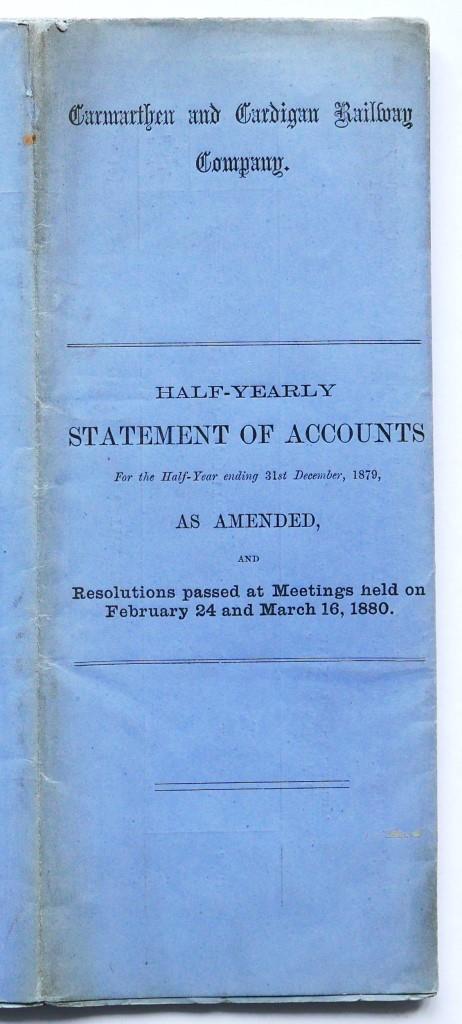 Carmarthen and Cardigan Railway
Company.
HALF-YEARLY
STATEMENT OF ACCOUNTS
For the Half-Year ending 31st December, 1879,
AS AMENDED,
AND
Resolutions passed at Meetings held on
February 24 and March 16, 1880.